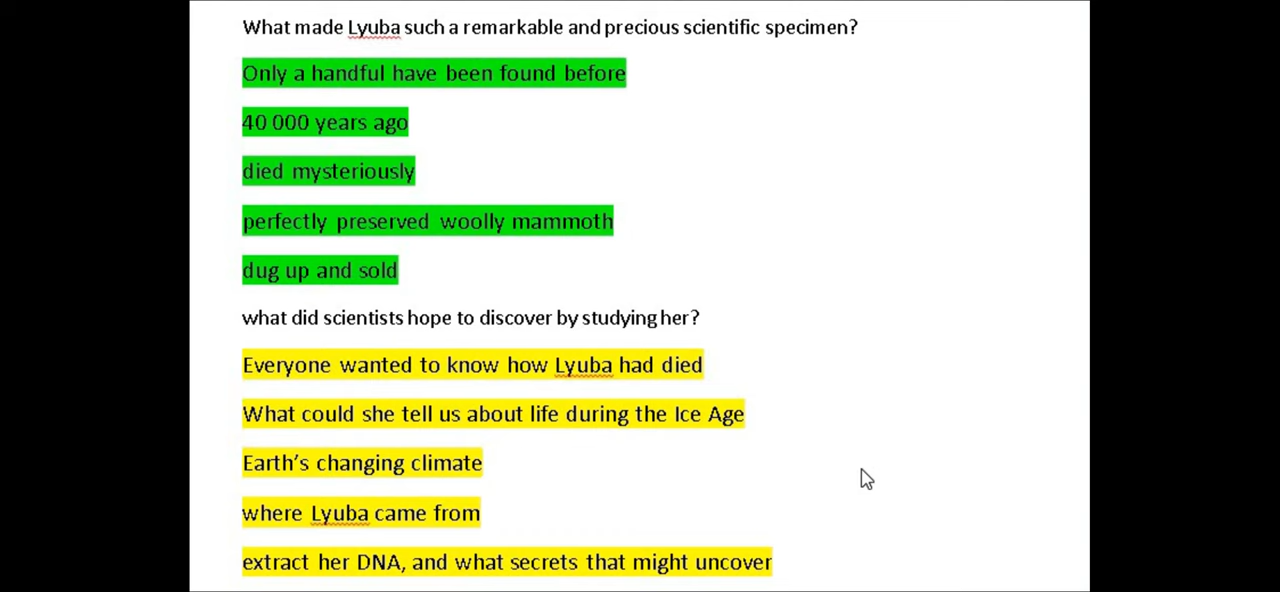 What made Lyuba such a remarkable and precious scientific specimen?
Only a handful have been found before
40 000 years ago
died mysteriously
perfectly preserved woolly mammoth
dug up and sold
what did scientists hope to discover by studying her?
Everyone wanted to know how Lyuba had died
What could she tell us about life during the Ice Age
Earth's changing climate
where Lyuba came from
extract her DNA, and what secrets that might uncover